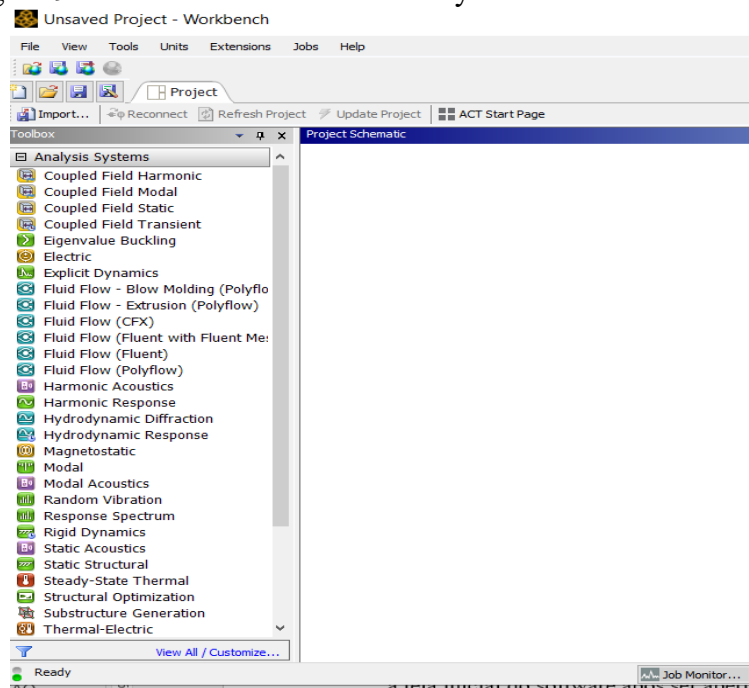 Unsaved Project - Workbench
File View Tools Units Extensions Jobs Help
Project
Import... Reconnect Refresh Project Update Project ACT Start Page
Toolbox
Project Schematic
Analysis Systems
Coupled Field Harmonic
Coupled Field Modal
Coupled Field Static
Coupled Field Transient
Eigenvalue Buckling
Electric
Explicit Dynamics
Fluid Flow - Blow Molding (Polyflo
Fluid Flow - Extrusion (Polyflow)
Fluid Flow (CFX)
Fluid Flow (Fluent with Fluent Me
Fluid Flow (Fluent)
Fluid Flow (Polyflow)
Harmonic Acoustics
Harmonic Response
Hydrodynamic Diffraction
Hydrodynamic Response
Magnetostatic
Modal
Modal Acoustics
Random Vibration
Response Spectrum
Rigid Dynamics
Static Acoustics
Static Structural
Steady-State Thermal
Structural Optimization
Substructure Generation
Thermal-Electric
View All / Customize...
Ready
Job Monitor...